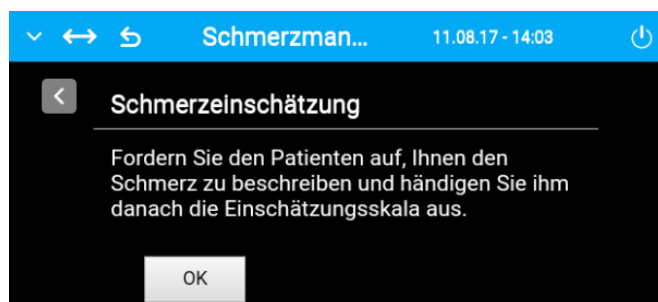 Schmerzman... 11.08.17 - 14:03
Schmerzeinschätzung
Fordern Sie den Patienten auf, Ihnen den
Schmerz zu beschreiben und händigen Sie ihm
danach die Einschätzungsskala aus.
OK